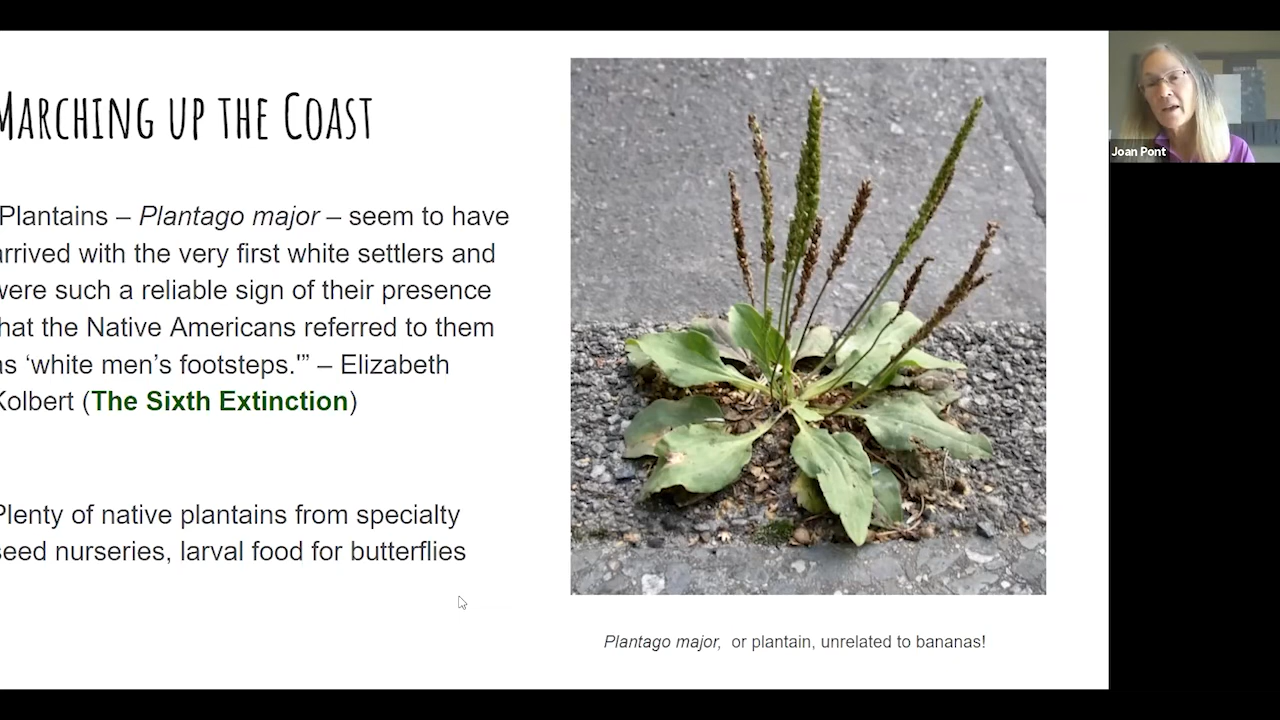 Marching up the Coast
Plantains – Plantago major – seem to have
arrived with the very first white settlers and
were such a reliable sign of their presence
that the Native Americans referred to them
as ‘white men’s footsteps.'” – Elizabeth
Kolbert (The Sixth Extinction)
Plenty of native plantains from specialty
seed nurseries, larval food for butterflies
Plantago major, or plantain, unrelated to bananas!
Joan Pont